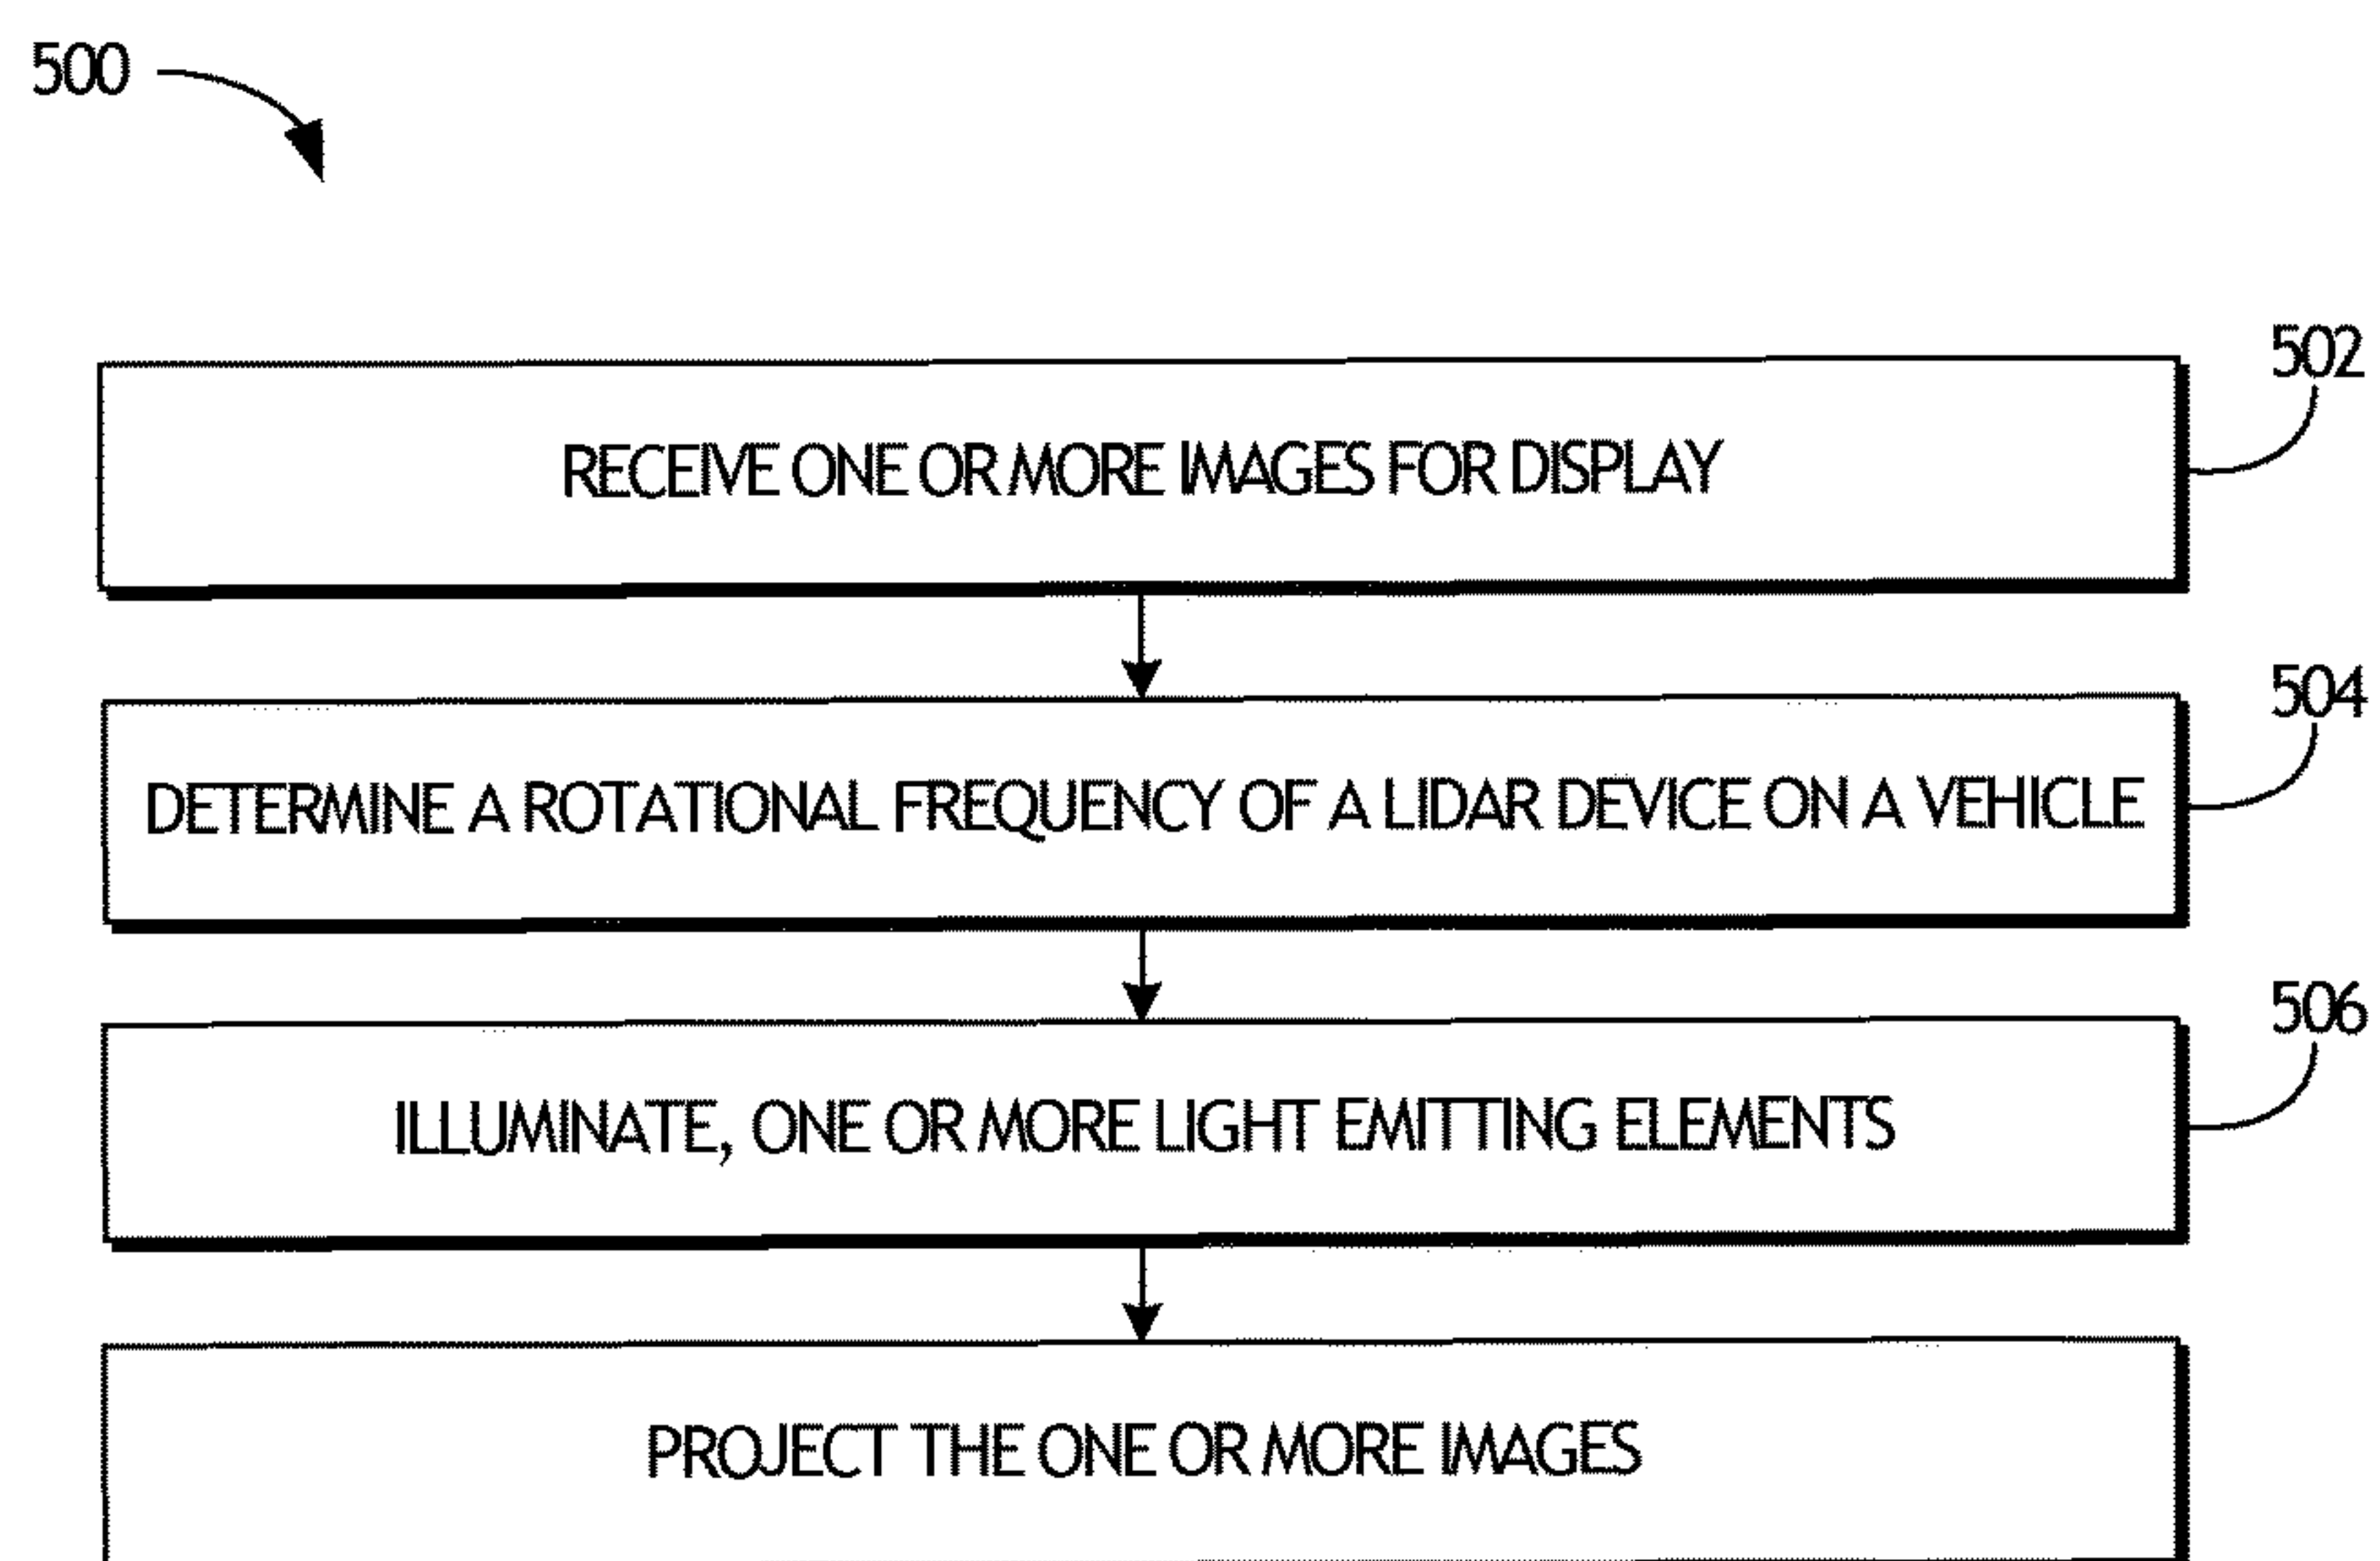 500
502
RECEIVE ONE OR MORE IMAGES FOR DISPLAY
504
DETERMINE A ROTATIONAL FREQUENCY OF A LIDAR DEVICE ON A VEHICLE
506
ILLUMINATE, ONE OR MORE LIGHT EMITTING ELEMENTS
PROJECT THE ONE OR MORE IMAGES